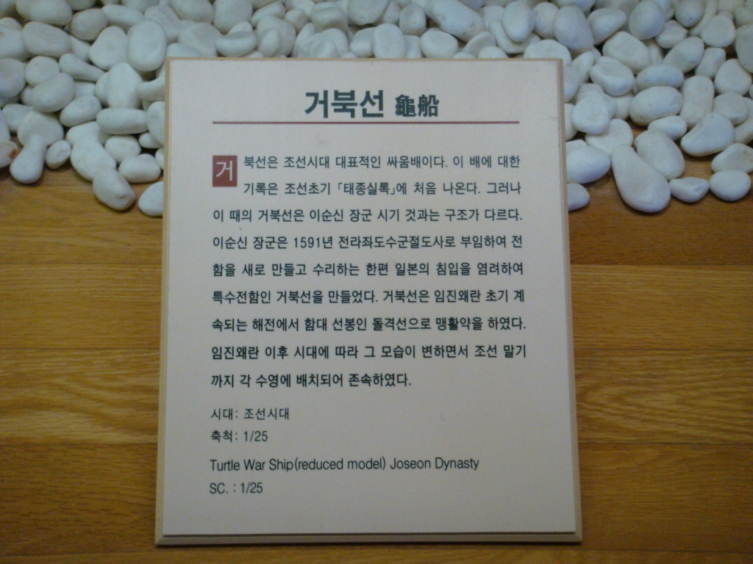 거북선 龜船
거북선은 조선시대 대표적인 싸움배이다. 이 배에 대한
기록은 조선초기 「태종실록」에 처음 나온다. 그러나
이 때의 거북선은 이순신 장군 시기 것과는 구조가 다르다.
이순신 장군은 1591년 전라좌도수군절도사로 부임하여 전
함을 새로 만들고 수리하는 한편 일본의 침입을 염려하여
특수전함인 거북선을 만들었다. 거북선은 임진왜란 초기 계
속되는 해전에서 함대 선봉인 돌격선으로 맹활약을 하였다.
임진왜란 이후 시대에 따라 그 모습이 변하면서 조선 말기
까지 각 수영에 배치되어 존속하였다.
시대: 조선시대
축척: 1/25
Turtle War Ship(reduced model) Joseon Dynasty
SC. : 1/25